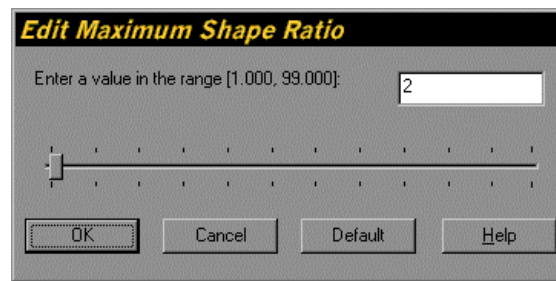 Edit Maximum Shape Ratio
Enter a value in the range [1.000, 99.000]:
2
OK Cancel Default Help